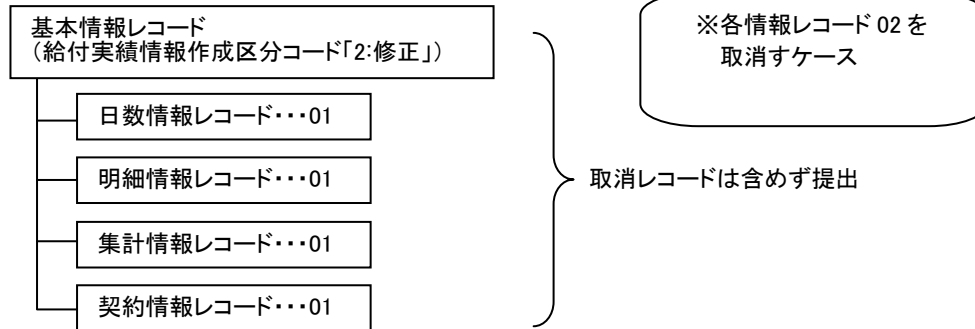 基本情報レコード
(給付実績情報作成区分コード「2:修正」)
※各情報レコード 02 を
取消すケース
日数情報レコード・・・01
明細情報レコード・・・01
取消レコードは含めず提出
集計情報レコード・・・01
契約情報レコード・・・01